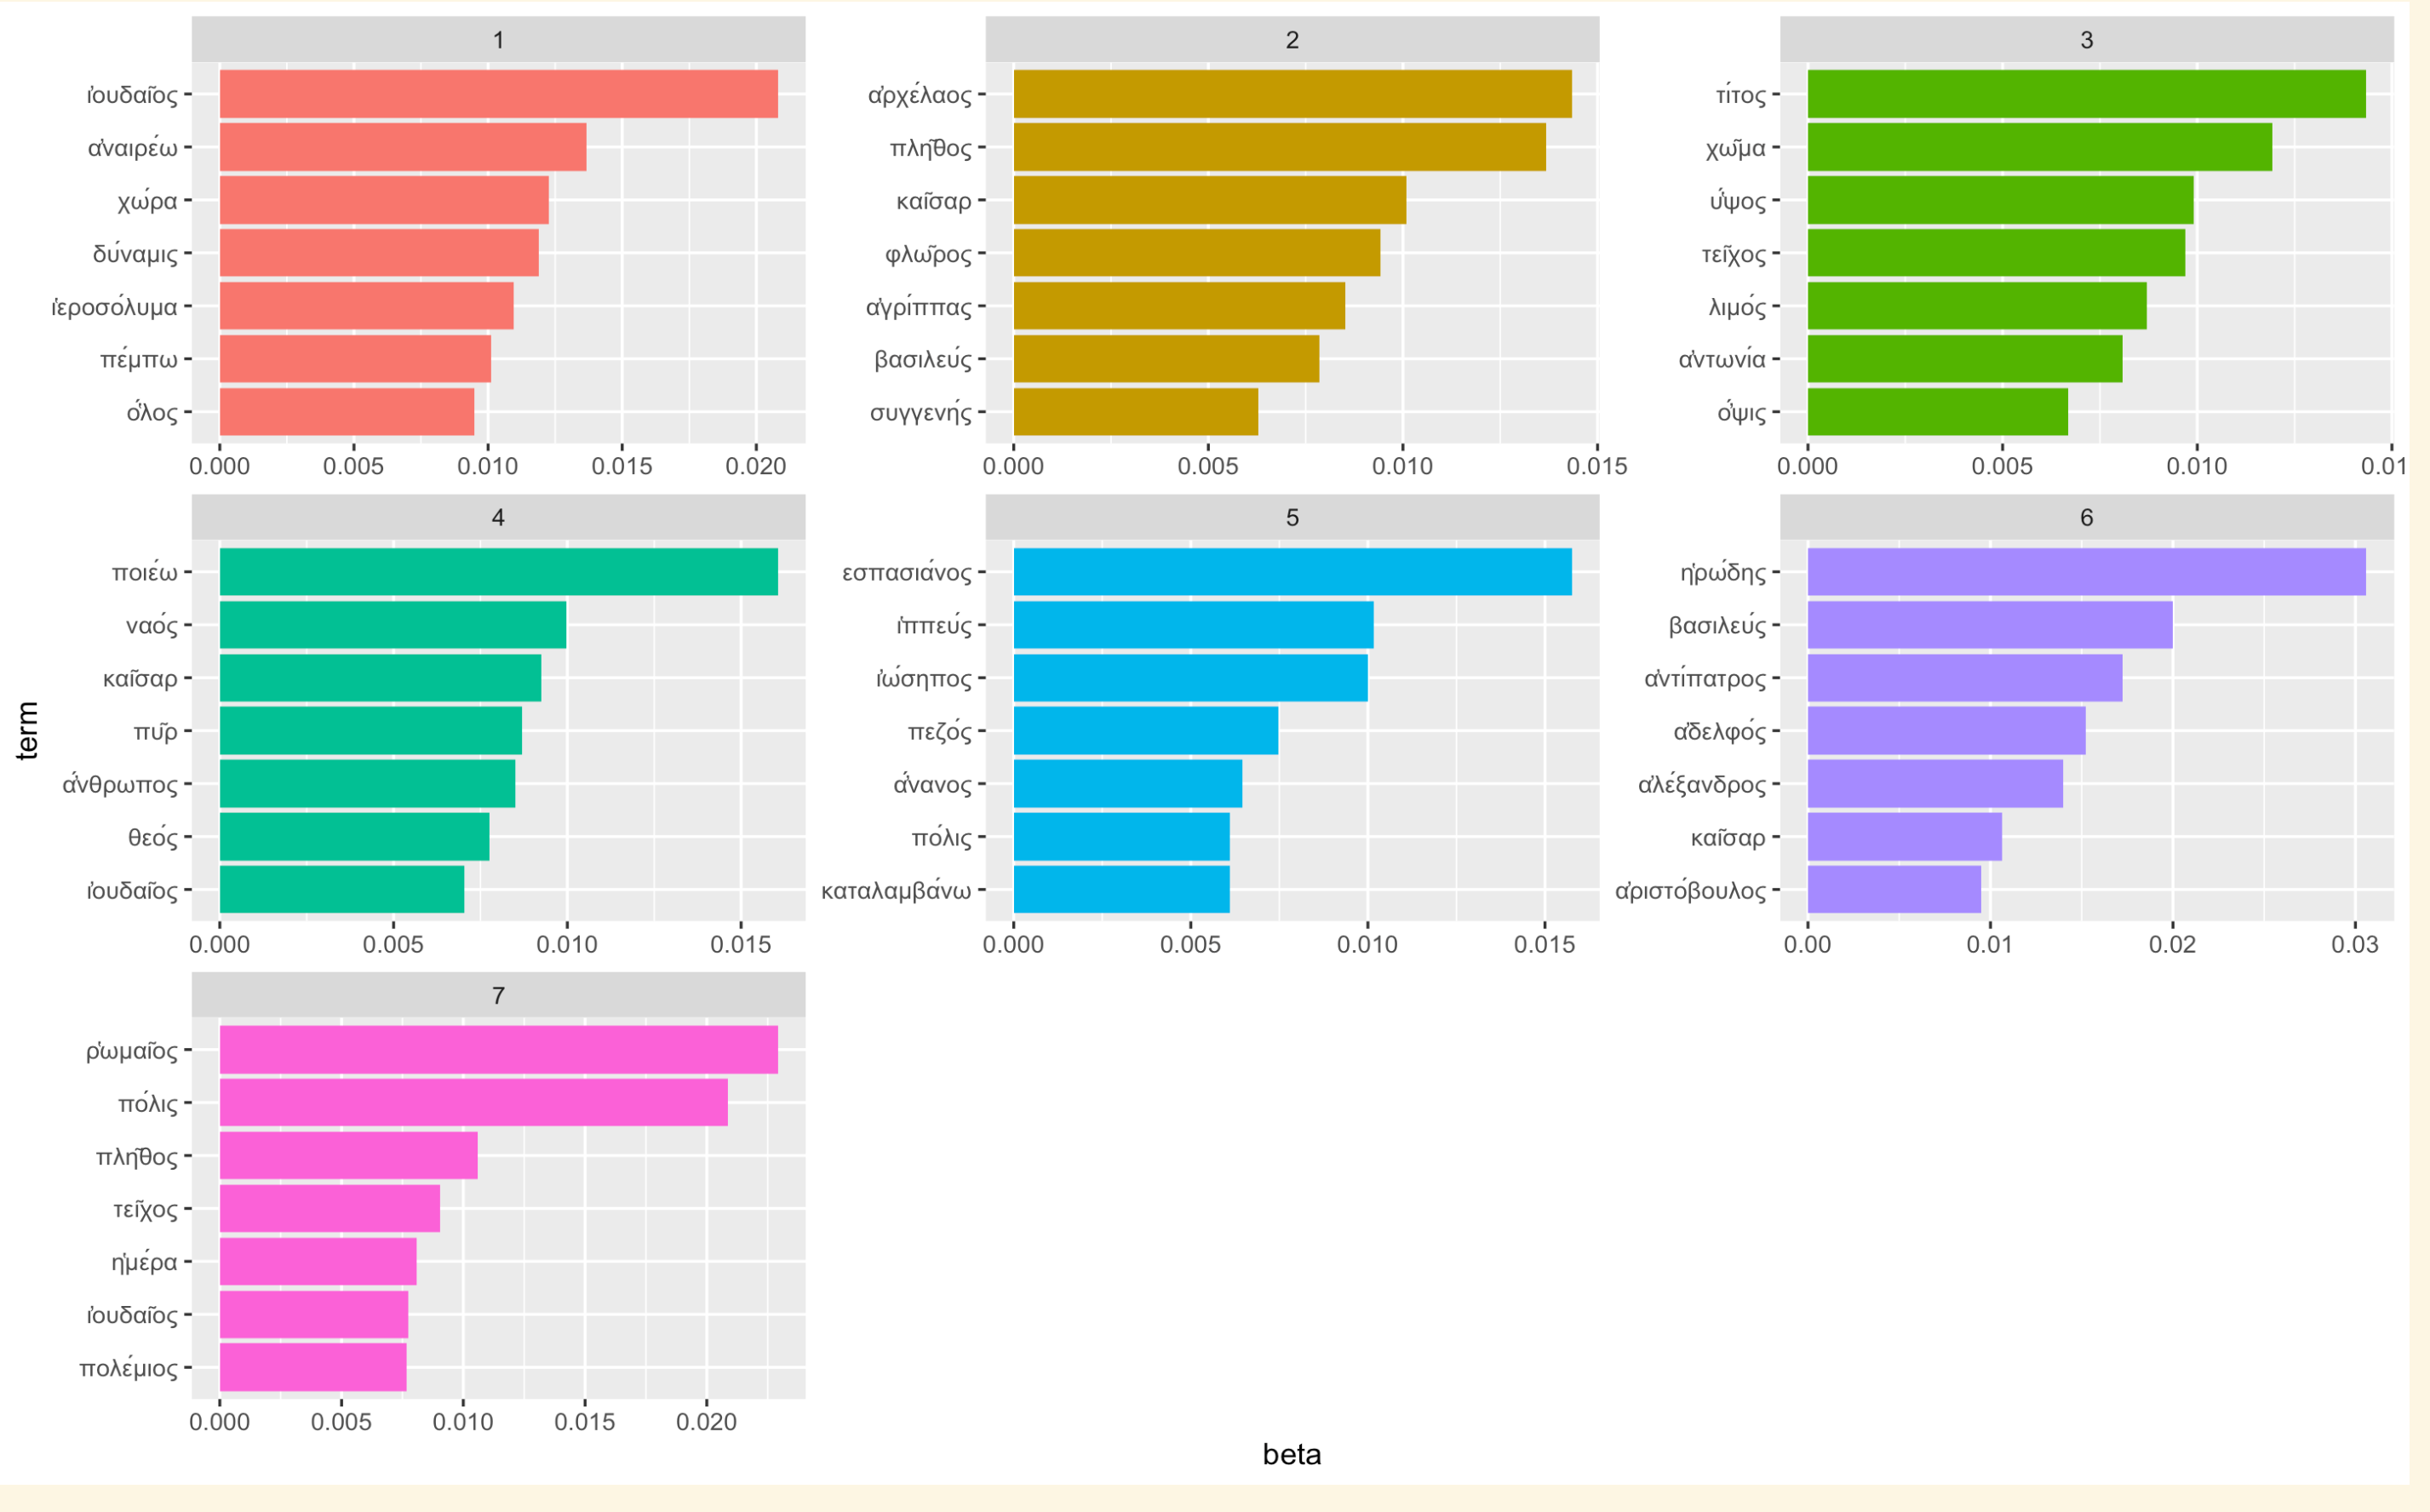 1
ἰουδαῖος
ἀναιρέω
χώρα
δύναμις
ἱεροσόλυμα
πέμπω
ὅλος
0.000 0.005 0.010 0.015 0.020
2
ἀρχέλαος
πλῆθος
καῖσαρ
φλῶρος
ἀγρίππας
βασιλεύς
συγγενής
0.000 0.005 0.010 0.015
3
τίτος
χῶμα
ὕψος
τεῖχος
λιμός
ἀντωνία
ὄψις
0.000 0.005 0.010 0.01
4
ποιέω
ναός
καῖσαρ
πῦρ
ἄνθρωπος
θεός
ἰουδαῖος
0.000 0.005 0.010 0.015
5
εσπασιάνος
ἱππεύς
ἰώσηπος
πεζός
ἄνανος
πόλις
καταλαμβάνω
0.000 0.005 0.010 0.015
6
ἡρώδης
βασιλεύς
ἀντίπατρος
ἀδελφός
ἀλέξανδρος
καῖσαρ
ἀριστόβουλος
0.00 0.01 0.02 0.03
7
ῥωμαῖος
πόλις
πλῆθος
τεῖχος
ἡμέρα
ἰουδαῖος
πολέμιος
0.000 0.005 0.010 0.015 0.020
term
beta